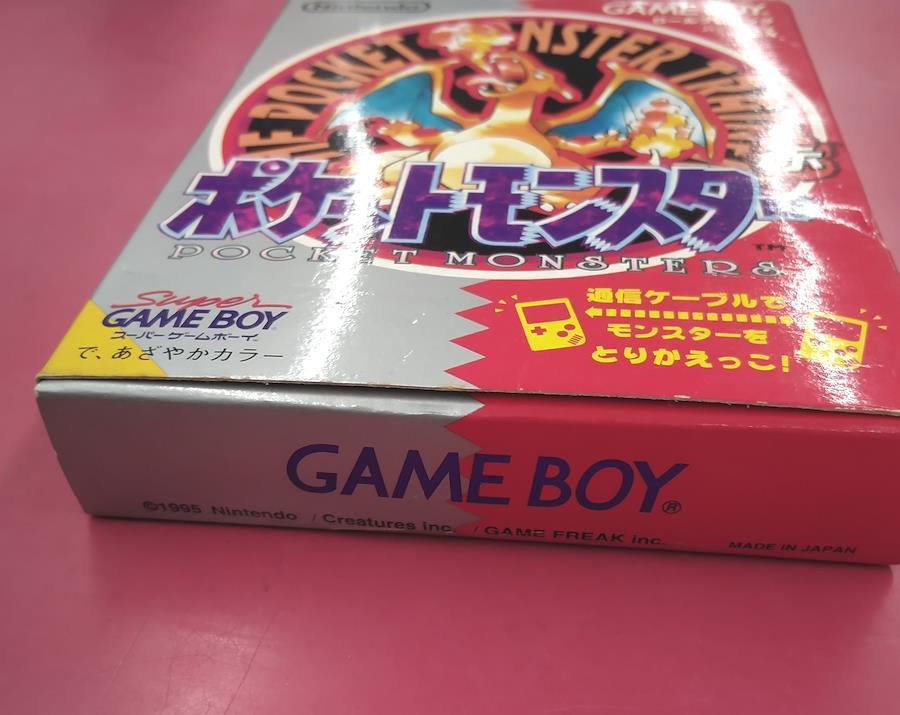 Nintendo
GAME BOY
THE POCKET MONSTER TRAINER
ポケットモンスター
TM
POCKET MONSTERS
Super
GAME BOY
スーパーゲームボーイ
で、あざやかカラー
通信ケーブルで
モンスターを
とりかえっこ!
GAME BOY®
©1995 Nintendo / Creatures inc. / GAME FREAK inc.
MADE IN JAPAN